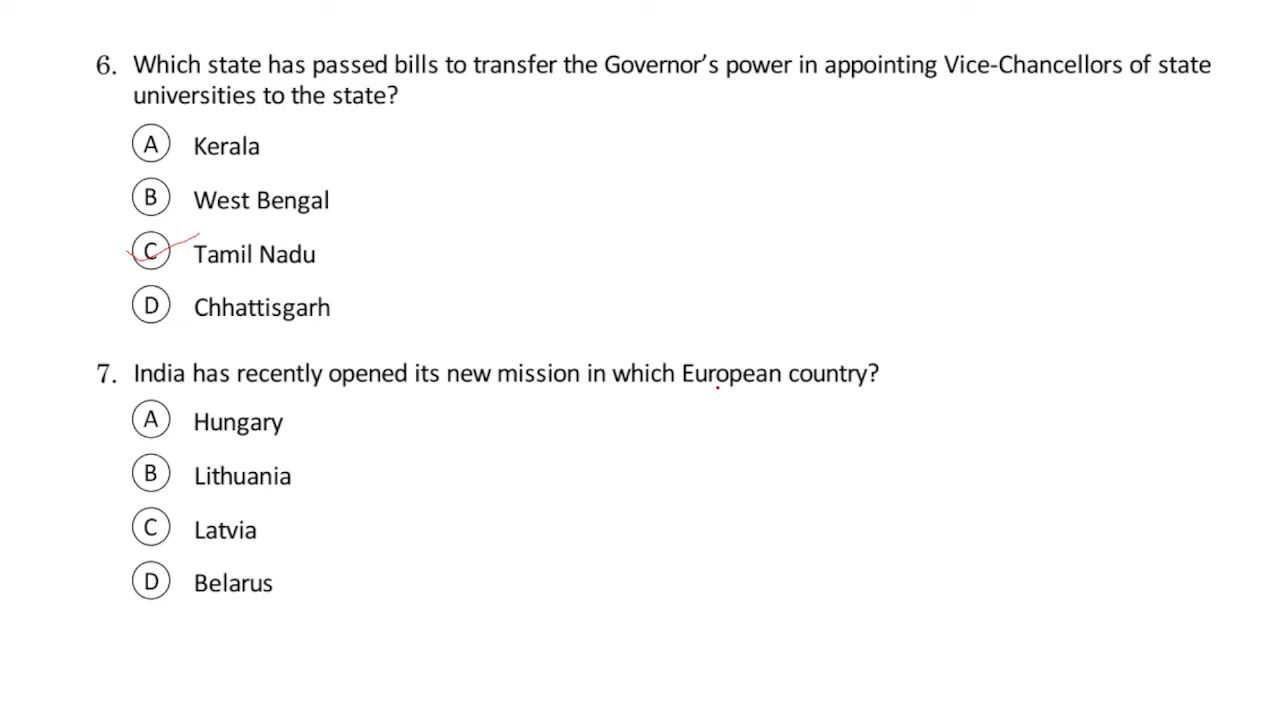 6. Which state has passed bills to transfer the Governor’s power in appointing Vice-Chancellors of state
universities to the state?
A Kerala
B West Bengal
C Tamil Nadu
D Chhattisgarh
7. India has recently opened its new mission in which European country?
A Hungary
B Lithuania
C Latvia
D Belarus